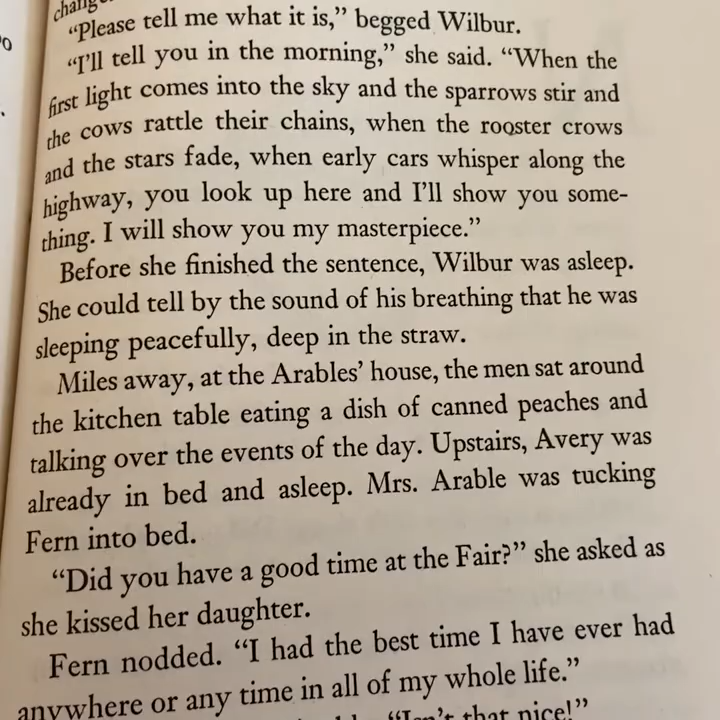 “Please tell me what it is,” begged Wilbur.
“I’ll tell you in the morning,” she said. “When the
first light comes into the sky and the sparrows stir and
the cows rattle their chains, when the rooster crows
and the stars fade, when early cars whisper along the
highway, you look up here and I’ll show you some-
thing. I will show you my masterpiece.”
Before she finished the sentence, Wilbur was asleep.
She could tell by the sound of his breathing that he was
sleeping peacefully, deep in the straw.
Miles away, at the Arables’ house, the men sat around
the kitchen table eating a dish of canned peaches and
talking over the events of the day. Upstairs, Avery was
already in bed and asleep. Mrs. Arable was tucking
Fern into bed.
“Did you have a good time at the Fair?” she asked as
she kissed her daughter.
Fern nodded. “I had the best time I have ever had
anywhere or any time in all of my whole life.”
“Isn’t that nice!”